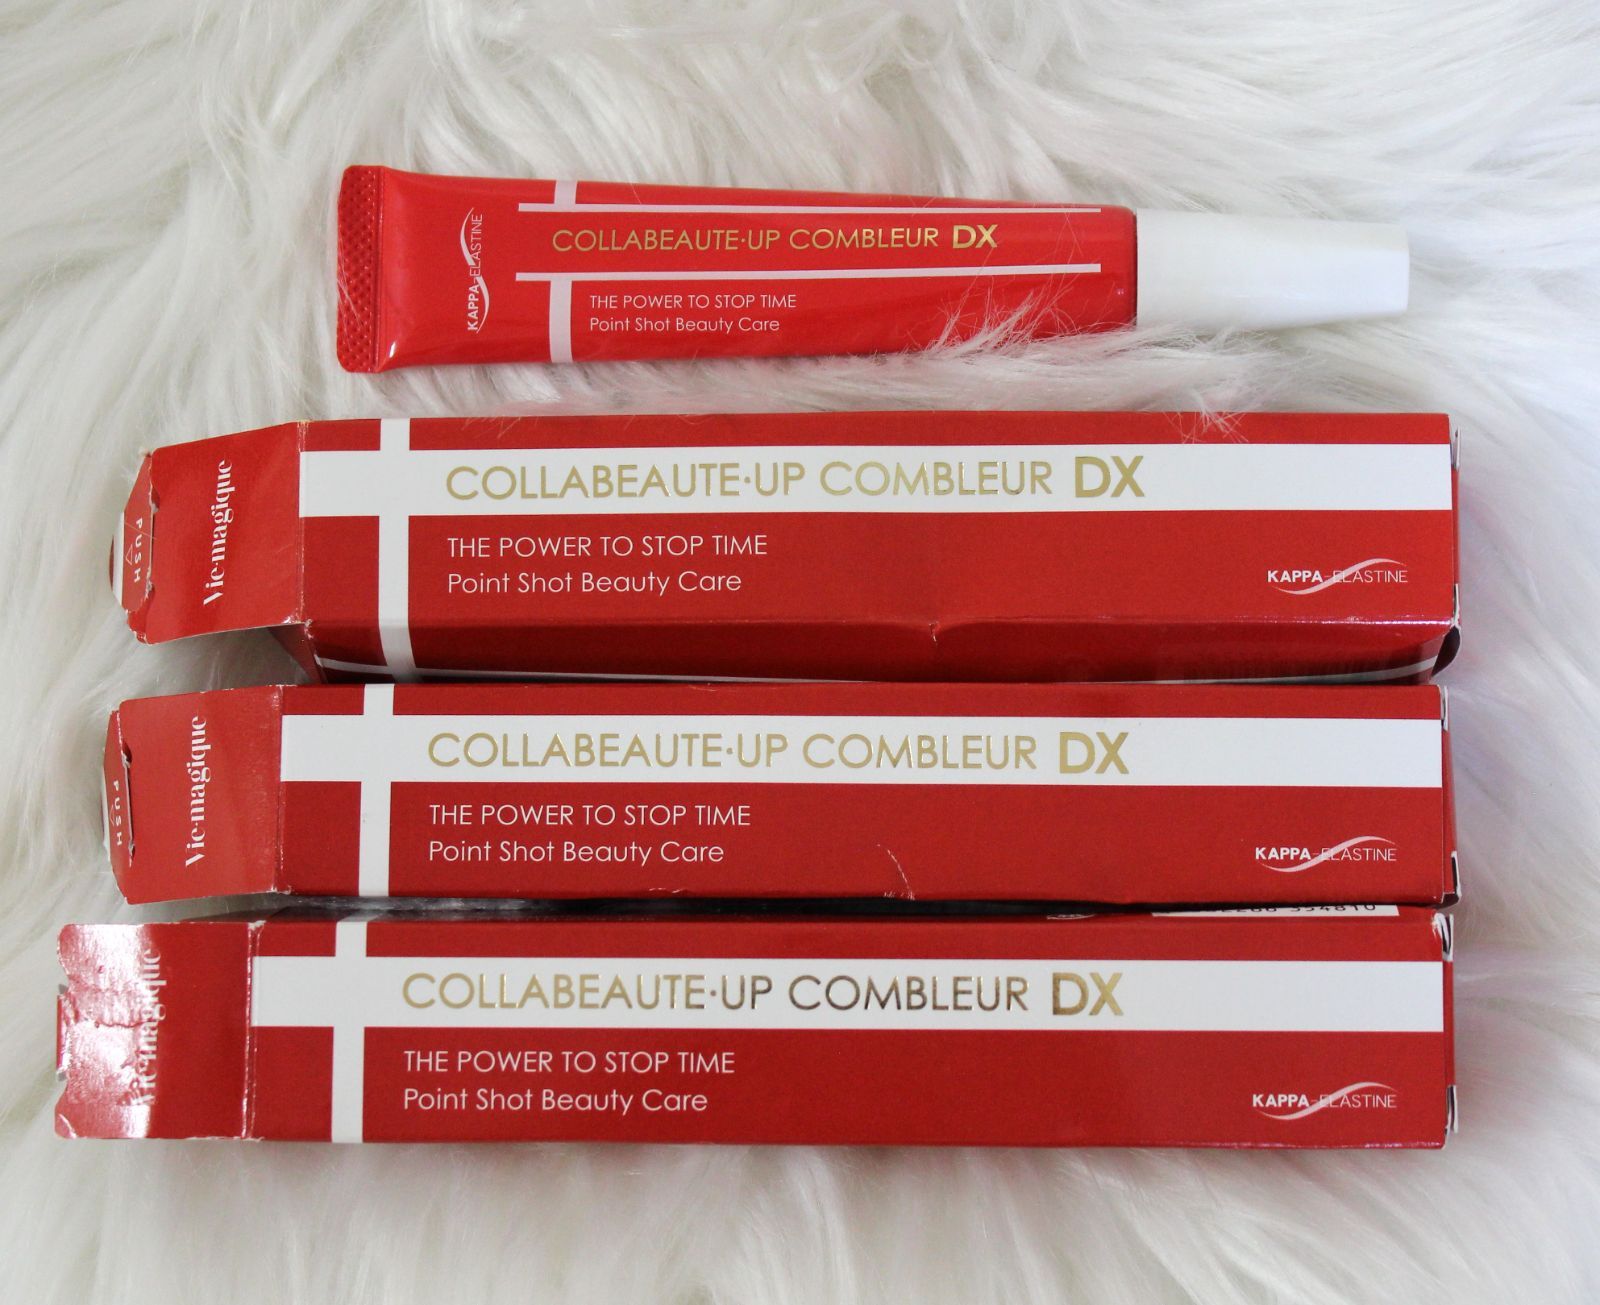 COLLABEAUTE·UP COMBLEUR DX
THE POWER TO STOP TIME
Point Shot Beauty Care
KAPPA-ELASTINE
PUSH
Vie·magique
COLLABEAUTE·UP COMBLEUR DX
THE POWER TO STOP TIME
Point Shot Beauty Care
KAPPA-ELASTINE
PUSH
Vie·magique
COLLABEAUTE·UP COMBLEUR DX
THE POWER TO STOP TIME
Point Shot Beauty Care
KAPPA-ELASTINE
Vie·magique
COLLABEAUTE·UP COMBLEUR DX
THE POWER TO STOP TIME
Point Shot Beauty Care
KAPPA-ELASTINE